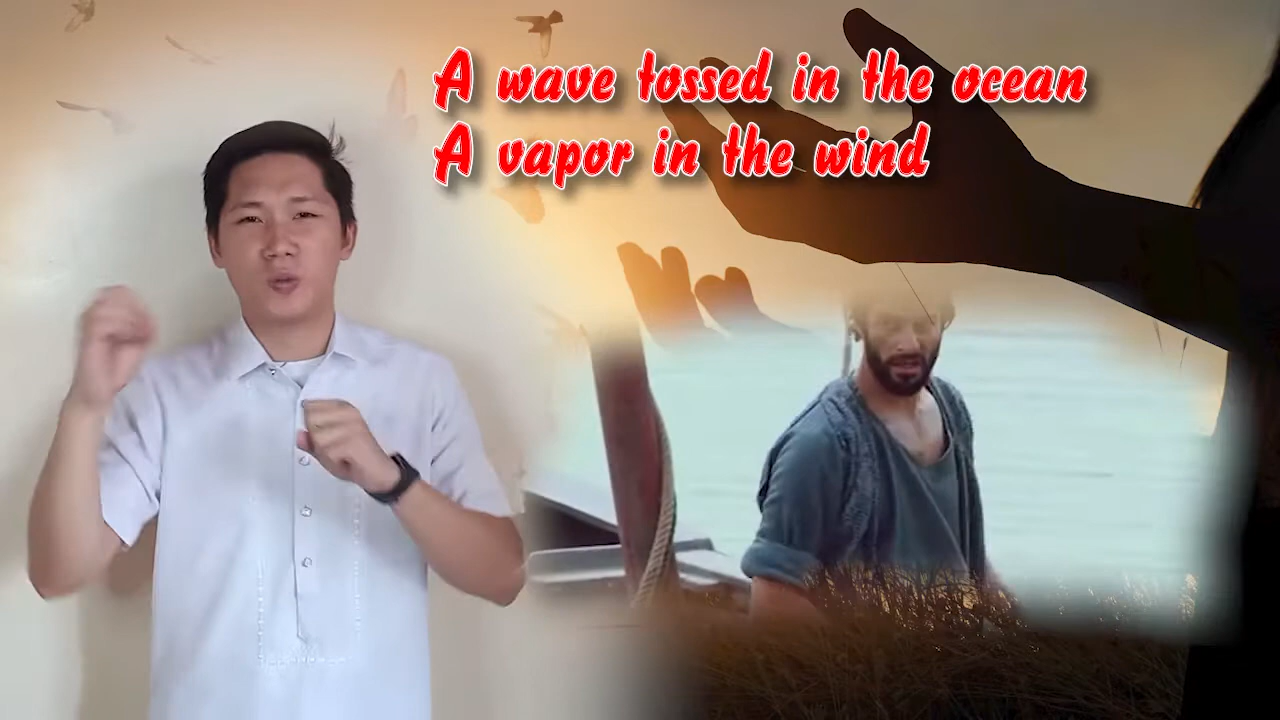 A wave tossed in the ocean
A vapor in the wind